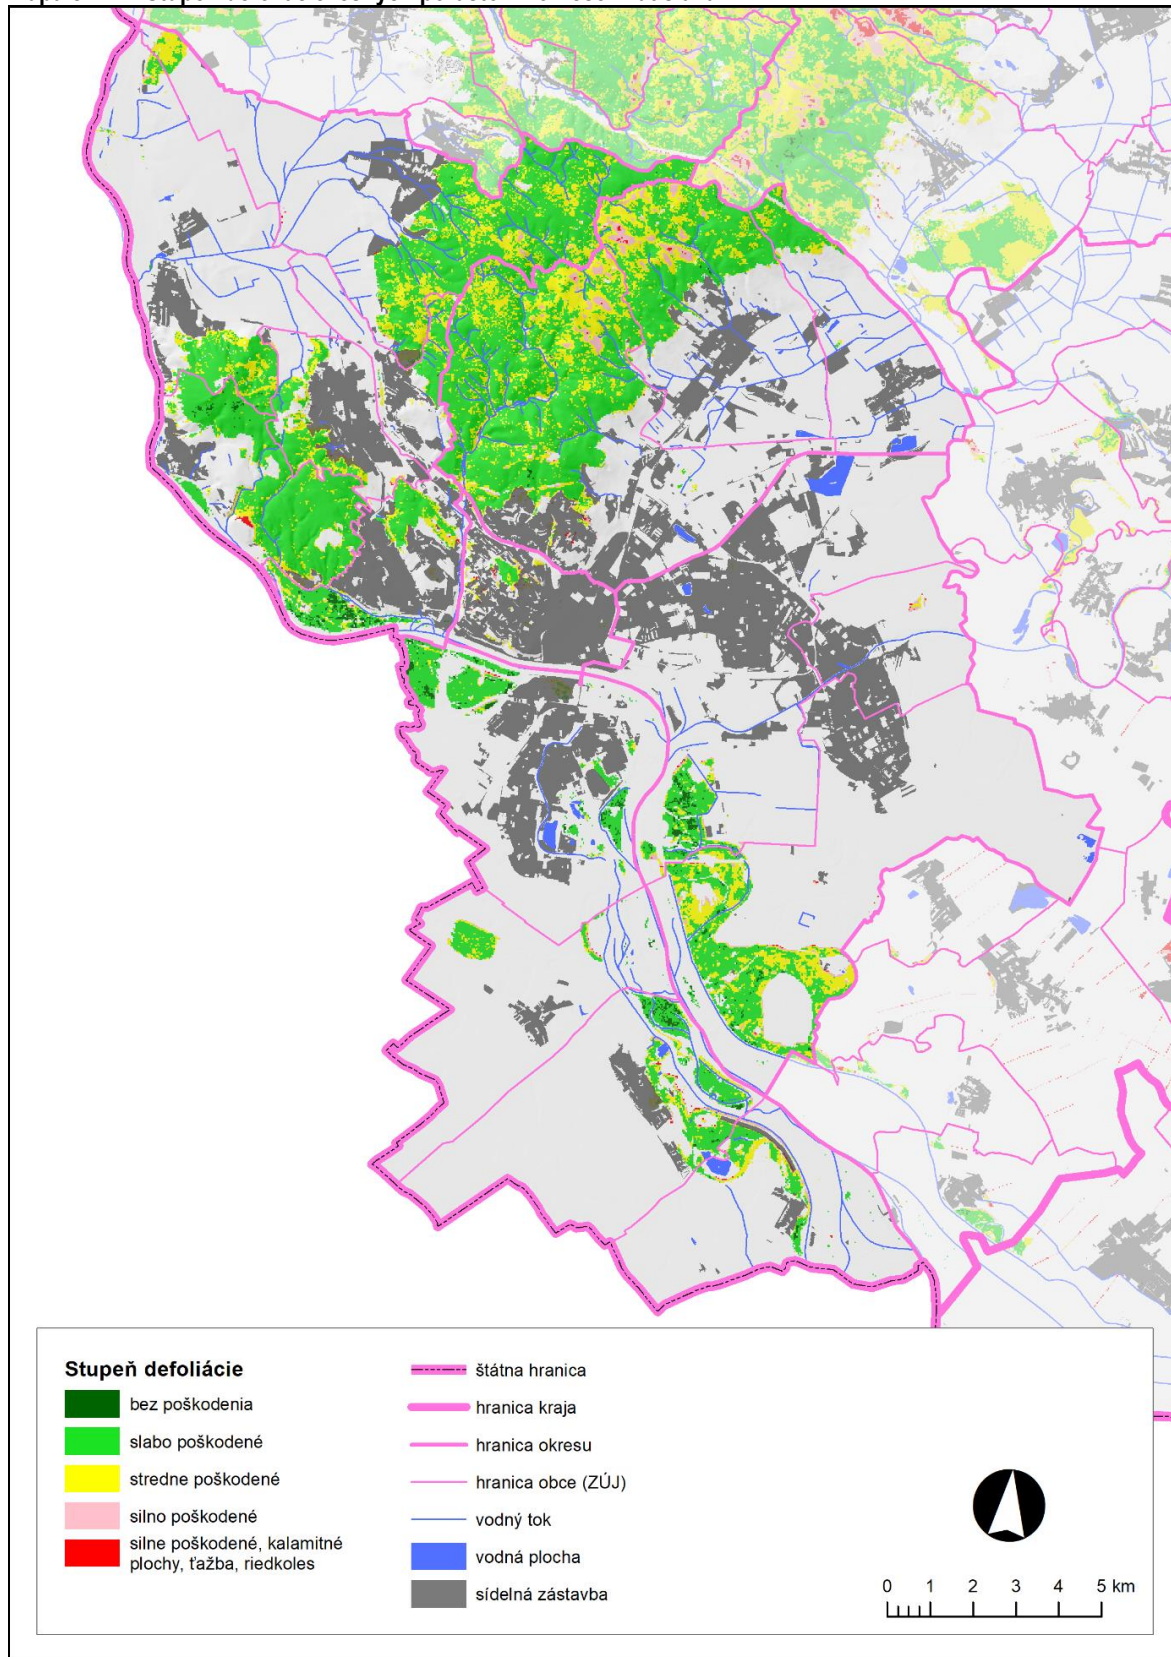 Stupeň defoliácie
bez poškodenia
slabo poškodené
stredne poškodené
silno poškodené
silne poškodené, kalamitné
plochy, ťažba, riedkoles
štátna hranica
hranica kraja
hranica okresu
hranica obce (ZÚJ)
vodný tok
vodná plocha
sídelná zástavba
0 1 2 3 4 5 km